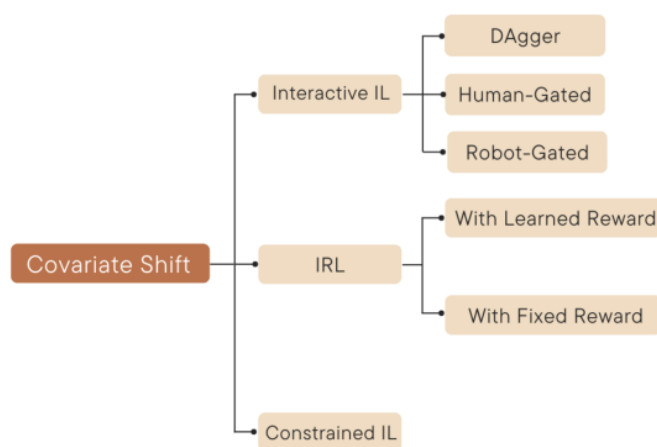 DAgger
Interactive IL
Human-Gated
Robot-Gated
With Learned Reward
Covariate Shift
IRL
With Fixed Reward
Constrained IL